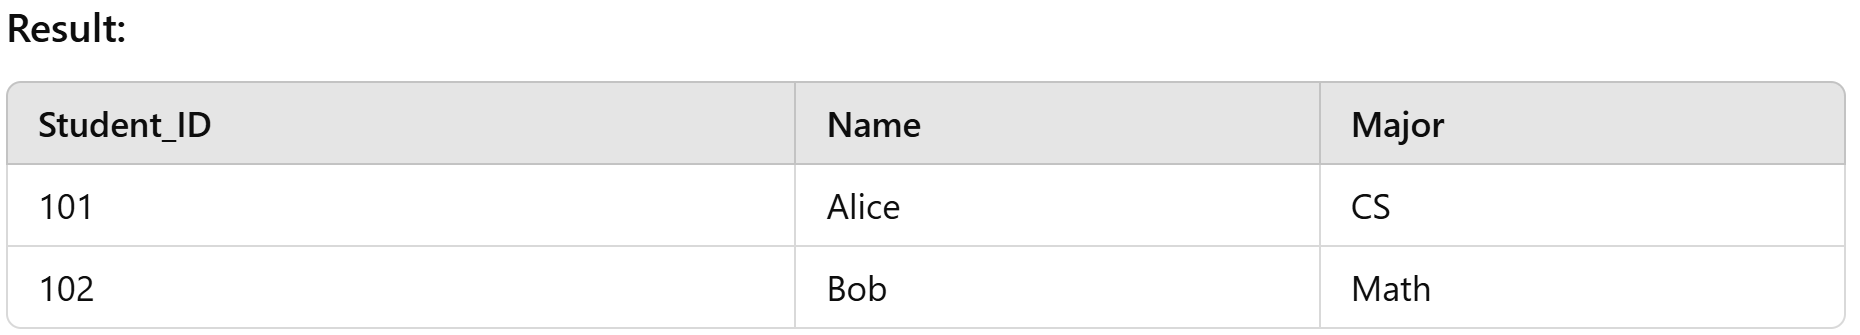 Result:
Student_ID Name Major
101 Alice CS
102 Bob Math